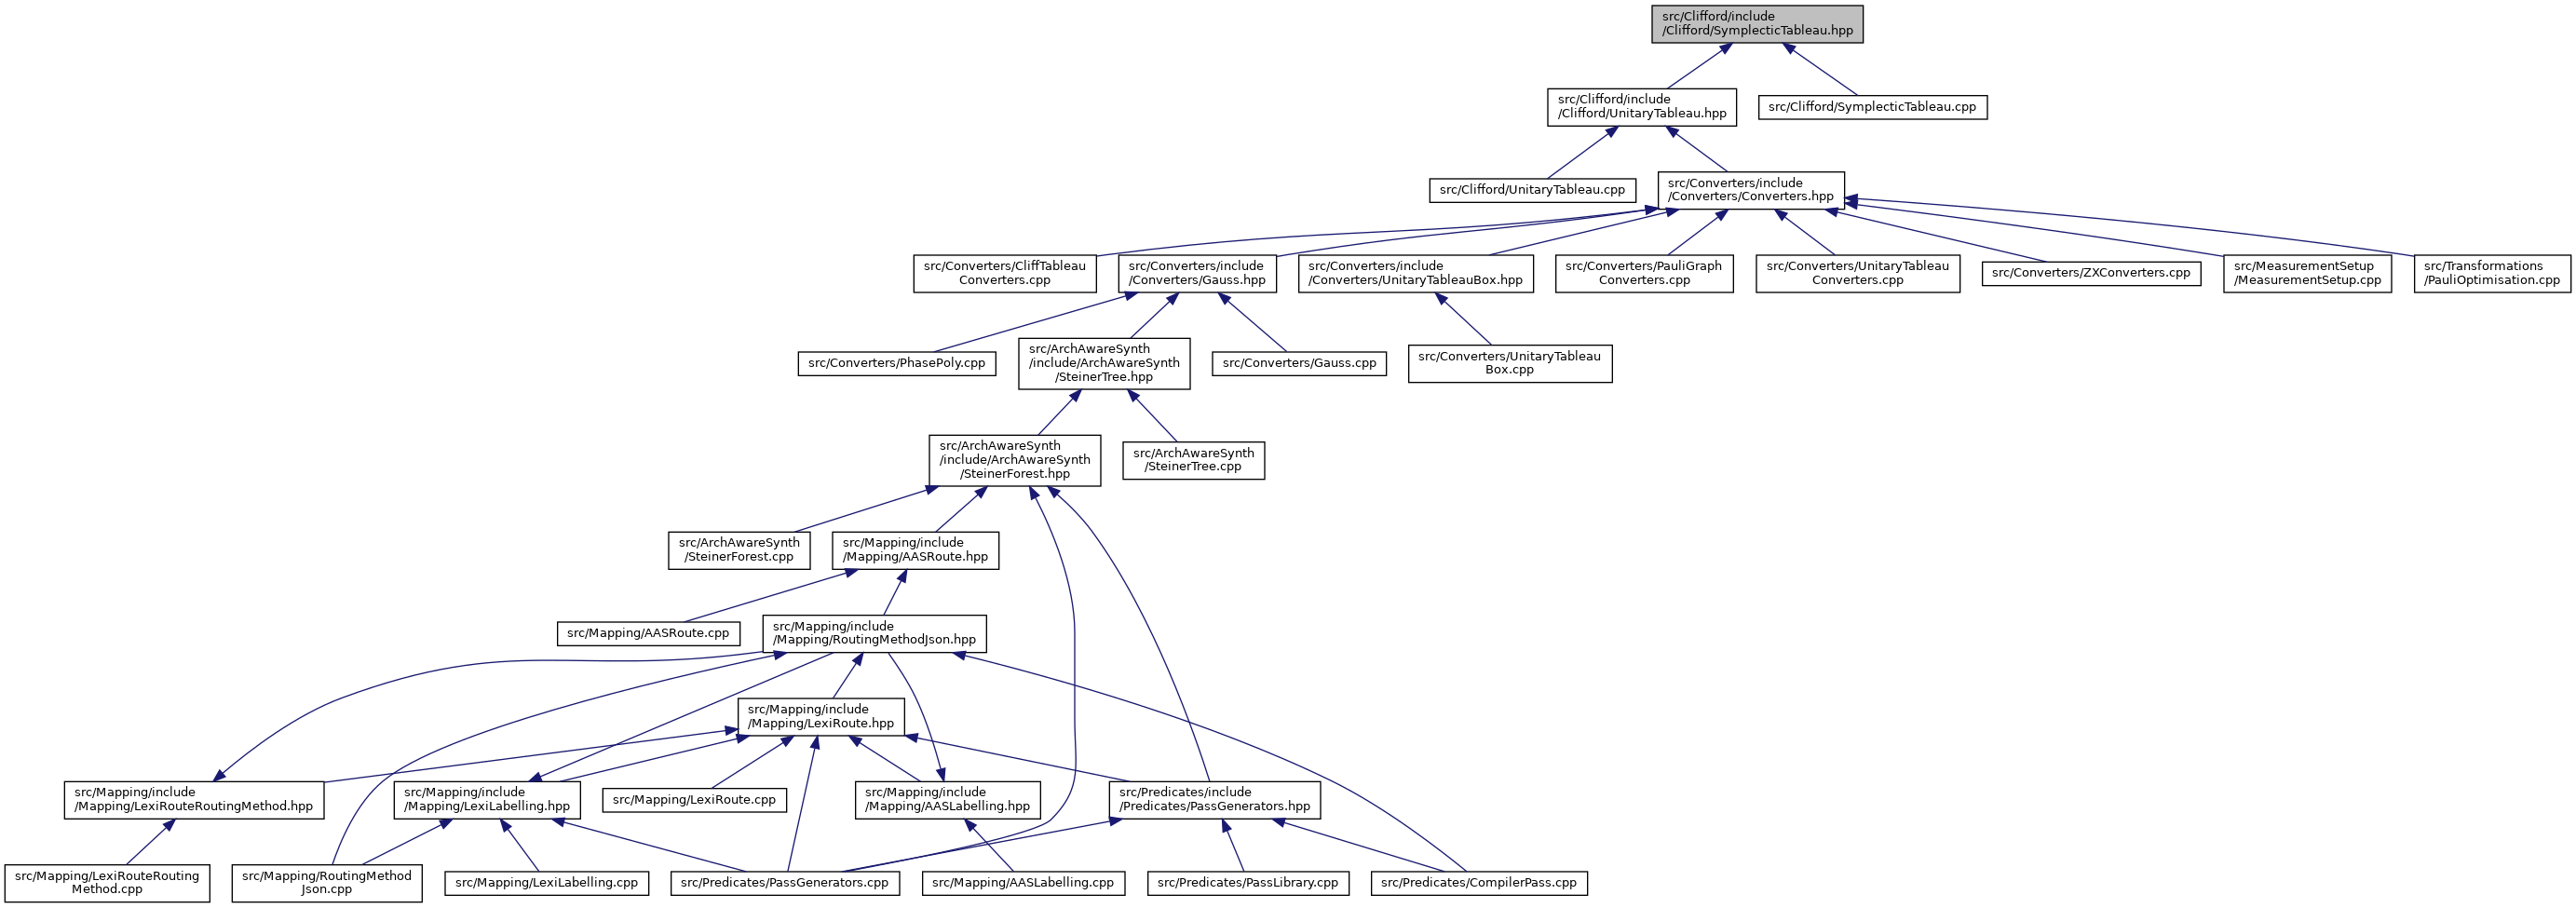 src/Clifford/include
/Clifford/SymplecticTableau.hpp
src/Clifford/include
/Clifford/UnitaryTableau.hpp
src/Clifford/SymplecticTableau.cpp
src/Clifford/UnitaryTableau.cpp
src/Converters/include
/Converters/Converters.hpp
src/Converters/CliffTableau
Converters.cpp
src/Converters/include
/Converters/Gauss.hpp
src/Converters/include
/Converters/UnitaryTableauBox.hpp
src/Converters/PauliGraph
Converters.cpp
src/Converters/UnitaryTableau
Converters.cpp
src/Converters/ZXConverters.cpp
src/MeasurementSetup
/MeasurementSetup.cpp
src/Transformations
/PauliOptimisation.cpp
src/Converters/PhasePoly.cpp
src/ArchAwareSynth
/include/ArchAwareSynth
/SteinerTree.hpp
src/Converters/Gauss.cpp
src/Converters/UnitaryTableau
Box.cpp
src/ArchAwareSynth
/include/ArchAwareSynth
/SteinerForest.hpp
src/ArchAwareSynth
/SteinerTree.cpp
src/ArchAwareSynth
/SteinerForest.cpp
src/Mapping/include
/Mapping/AASRoute.hpp
src/Mapping/AASRoute.cpp
src/Mapping/include
/Mapping/RoutingMethodJson.hpp
src/Mapping/include
/Mapping/LexiRoute.hpp
src/Mapping/include
/Mapping/LexiRouteRoutingMethod.hpp
src/Mapping/include
/Mapping/LexiLabelling.hpp
src/Mapping/LexiRoute.cpp
src/Mapping/include
/Mapping/AASLabelling.hpp
src/Predicates/include
/Predicates/PassGenerators.hpp
src/Mapping/LexiRouteRouting
Method.cpp
src/Mapping/RoutingMethod
Json.cpp
src/Mapping/LexiLabelling.cpp
src/Predicates/PassGenerators.cpp
src/Mapping/AASLabelling.cpp
src/Predicates/PassLibrary.cpp
src/Predicates/CompilerPass.cpp